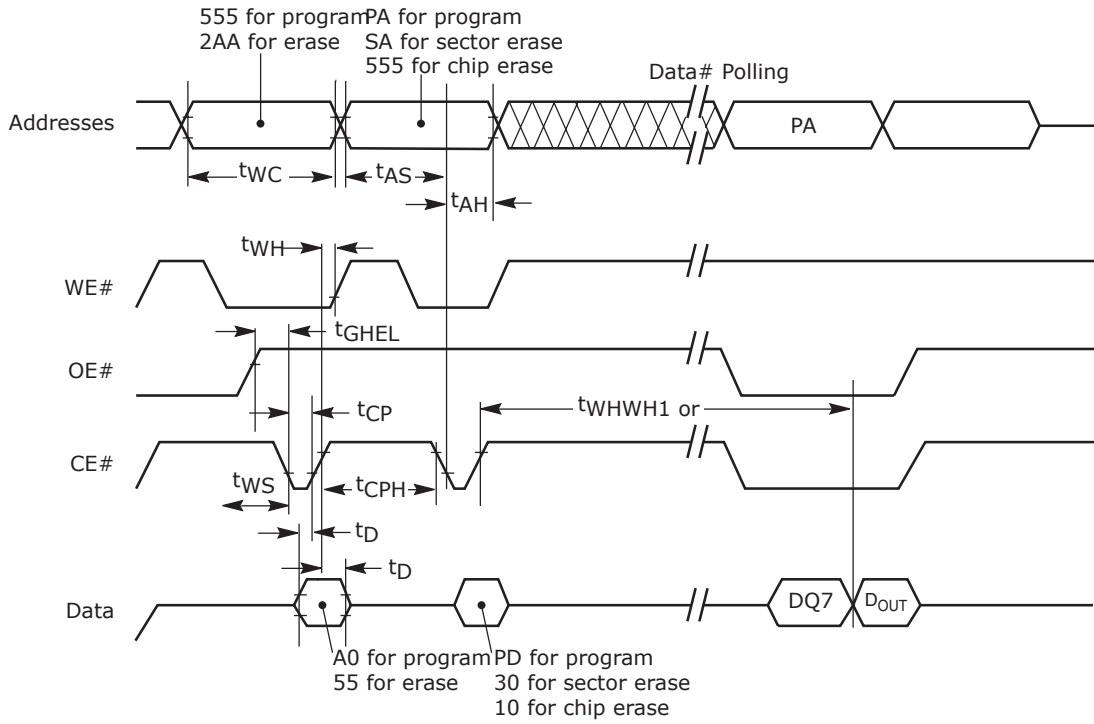 555 for program
2AA for erase
PA for program
SA for sector erase
555 for chip erase
Data# Polling
Addresses
PA
tWC
tAS
tAH
tWH
WE#
tGHEL
OE#
tCP
tWHWH1 or
CE#
tWS
tCPH
tD
tD
Data
DQ7
DOUT
A0 for program
55 for erase
PD for program
30 for sector erase
10 for chip erase